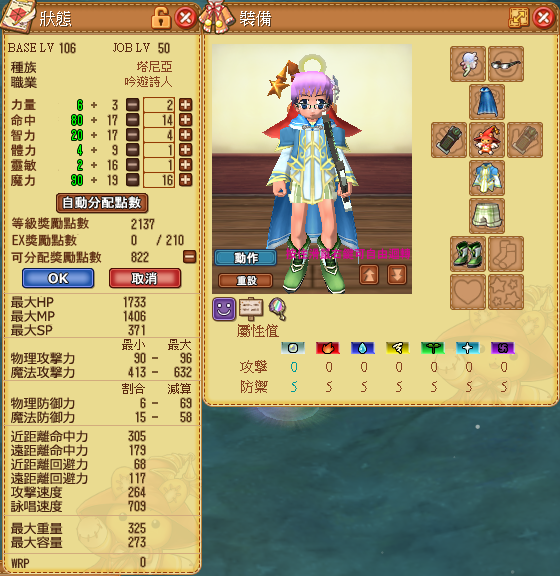 狀態
BASE LV 106 JOB LV 50
種族 塔尼亞
職業 吟遊詩人
力量 6 + 3 2
命中 80 + 17 14
智力 20 + 17 4
體力 4 + 9 1
靈敏 2 + 16 1
魔力 90 + 19 16
自動分配點數
等級獎勵點數 2137
EX獎勵點數 0 / 210
可分配獎勵點數 822
OK 取消
最大HP 1733
最大MP 1406
最大SP 371
最小 最大
物理攻擊力 90 - 96
魔法攻擊力 413 - 632
割合 減算
物理防御力 6 - 69
魔法防御力 15 - 58
近距離命中力 305
遠距離命中力 179
近距離回避力 68
遠距離回避力 117
攻擊速度 264
詠唱速度 709
最大重量 325
最大容量 273
WRP 0
裝備
動作
重設
屬性值
攻擊 0 0 0 0 0 0 0
防禦 5 5 5 5 5 5 5